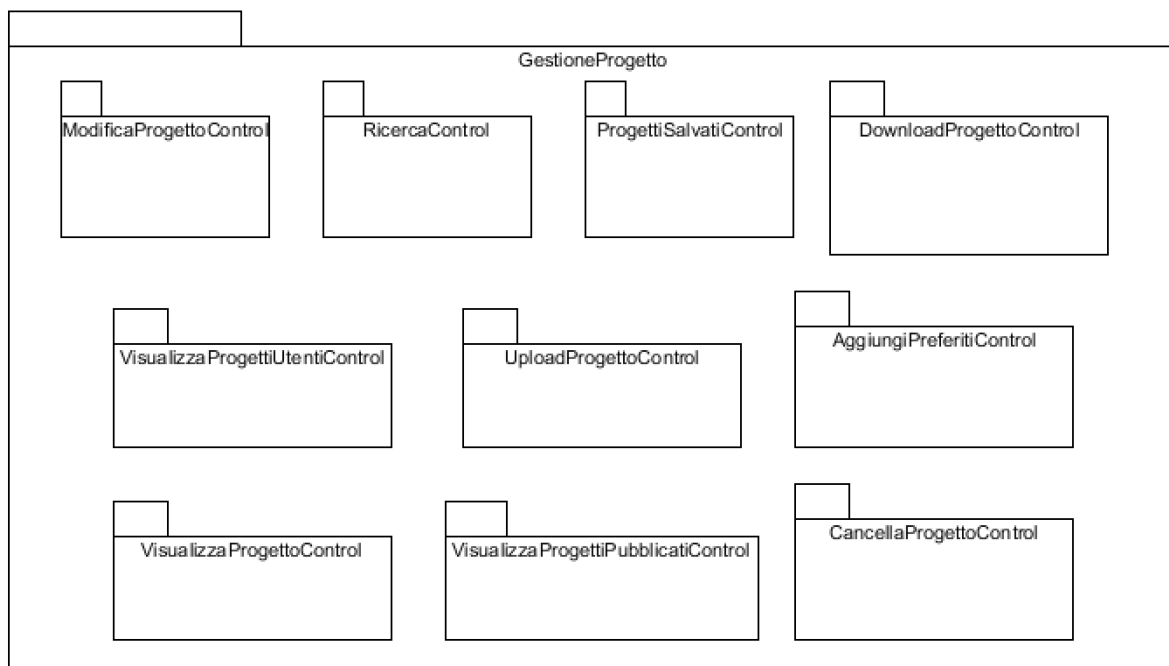 GestioneProgetto
ModificaProgettoControl
RicercaControl
ProgettiSalvatiControl
DownloadProgettoControl
VisualizzaProgettiUtentiControl
UploadProgettoControl
AggiungiPreferitiControl
VisualizzaProgettoControl
VisualizzaProgettiPubblicatiControl
CancellaProgettoControl